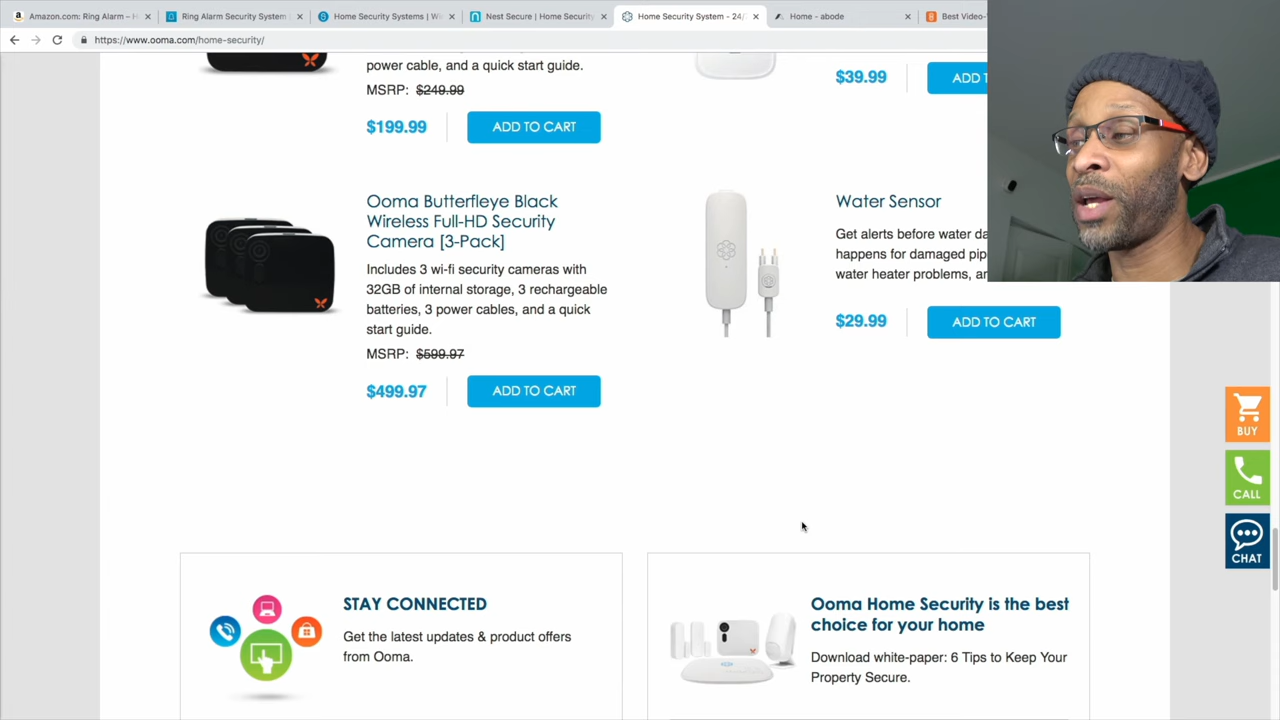 Amazon.com: Ring Alarm – H
Ring Alarm Security System
Home Security Systems | Wi
Nest Secure | Home Security
Home Security System - 24/
Home - abode
Best Video-
https://www.ooma.com/home-security/
power cable, and a quick start guide.
MSRP: $249.99
$199.99
ADD TO CART
$39.99
ADD T
Ooma Butterfleye Black
Wireless Full-HD Security
Camera [3-Pack]
Includes 3 wi-fi security cameras with
32GB of internal storage, 3 rechargeable
batteries, 3 power cables, and a quick
start guide.
MSRP: $599.97
$499.97
ADD TO CART
Water Sensor
Get alerts before water da
happens for damaged pip
water heater problems, an
$29.99
ADD TO CART
BUY
CALL
CHAT
STAY CONNECTED
Get the latest updates & product offers
from Ooma.
Ooma Home Security is the best
choice for your home
Download white-paper: 6 Tips to Keep Your
Property Secure.